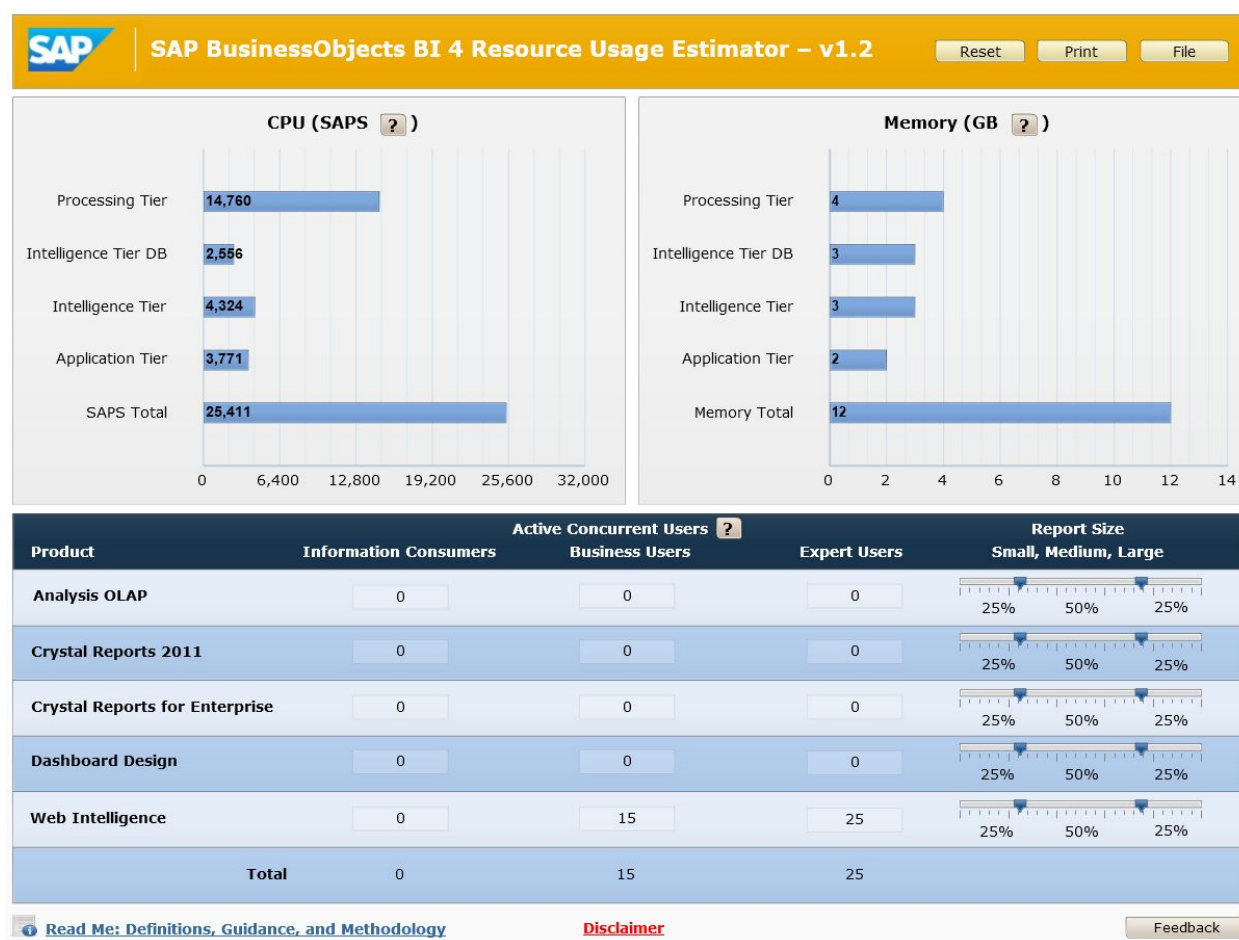 SAP SAP BusinessObjects BI 4 Resource Usage Estimator – v1.2 Reset Print File
CPU (SAPS ? )
Processing Tier 14,760
Intelligence Tier DB 2,556
Intelligence Tier 4,324
Application Tier 3,771
SAPS Total 25,411
0 6,400 12,800 19,200 25,600 32,000
Memory (GB ? )
Processing Tier 4
Intelligence Tier DB 3
Intelligence Tier 3
Application Tier 2
Memory Total 12
0 2 4 6 8 10 12 14
Active Concurrent Users ? Report Size
Product Information Consumers Business Users Expert Users Small, Medium, Large
Analysis OLAP 0 0 0 25% 50% 25%
Crystal Reports 2011 0 0 0 25% 50% 25%
Crystal Reports for Enterprise 0 0 0 25% 50% 25%
Dashboard Design 0 0 0 25% 50% 25%
Web Intelligence 0 15 25 25% 50% 25%
Total 0 15 25
Read Me: Definitions, Guidance, and Methodology Disclaimer Feedback